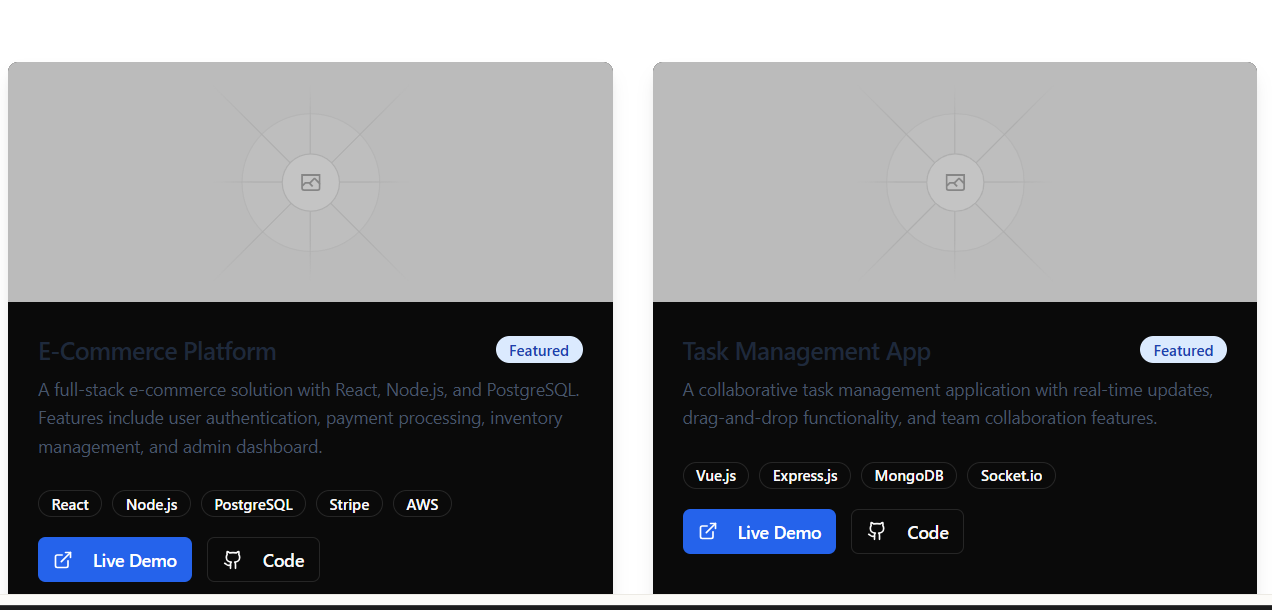 E-Commerce Platform
Featured
A full-stack e-commerce solution with React, Node.js, and PostgreSQL.
Features include user authentication, payment processing, inventory
management, and admin dashboard.
React
Node.js
PostgreSQL
Stripe
AWS
Live Demo
Code
Task Management App
Featured
A collaborative task management application with real-time updates,
drag-and-drop functionality, and team collaboration features.
Vue.js
Express.js
MongoDB
Socket.io
Live Demo
Code